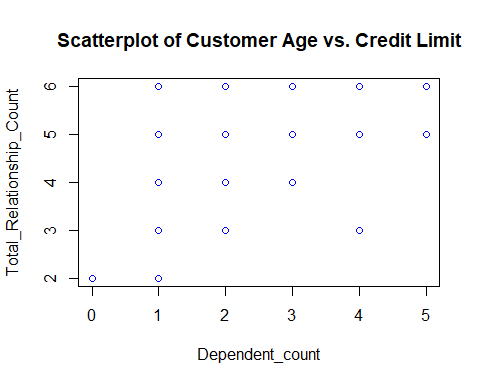 Scatterplot of Customer Age vs. Credit Limit
Total_Relationship_Count
6
5
4
3
2
0 1 2 3 4 5
Dependent_count